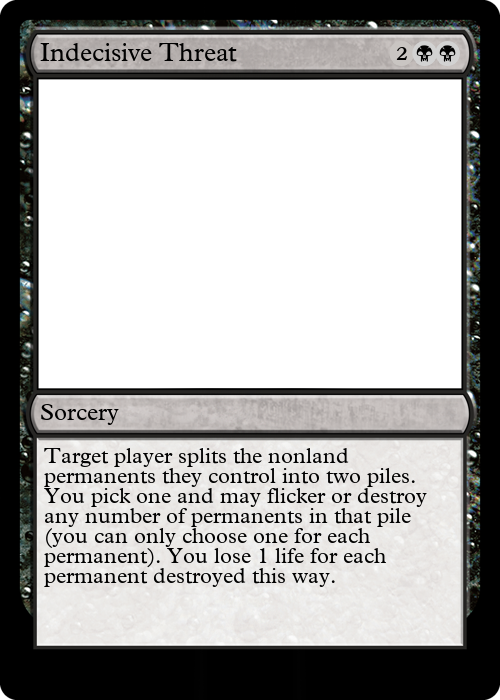 Indecisive Threat 2
Sorcery
Target player splits the nonland
permanents they control into two piles.
You pick one and may flicker or destroy
any number of permanents in that pile
(you can only choose one for each
permanent). You lose 1 life for each
permanent destroyed this way.